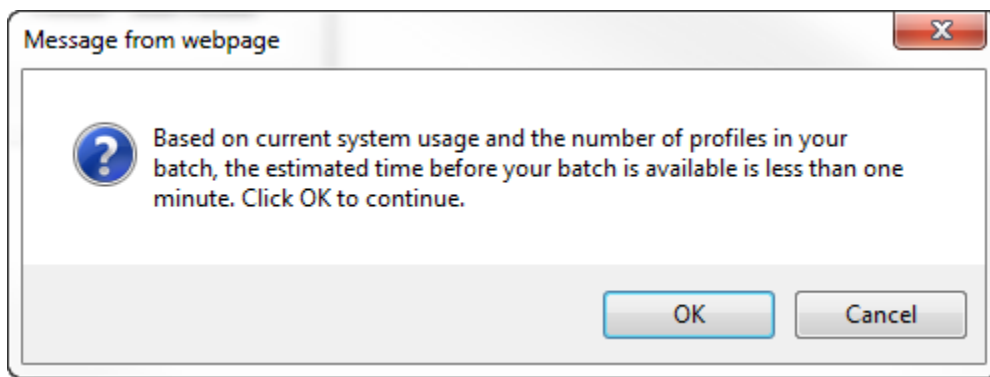 Message from webpage
Based on current system usage and the number of profiles in your
batch, the estimated time before your batch is available is less than one
minute. Click OK to continue.
OK
Cancel